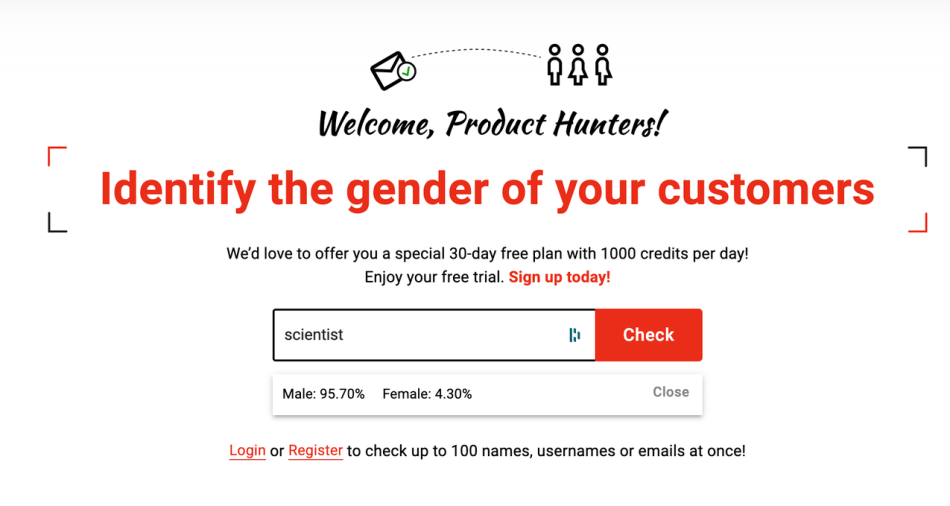 Welcome, Product Hunters!
Identify the gender of your customers
We'd love to offer you a special 30-day free plan with 1000 credits per day!
Enjoy your free trial. Sign up today!
scientist
Check
Male: 95.70% Female: 4.30%
Close
Login or Register to check up to 100 names, usernames or emails at once!